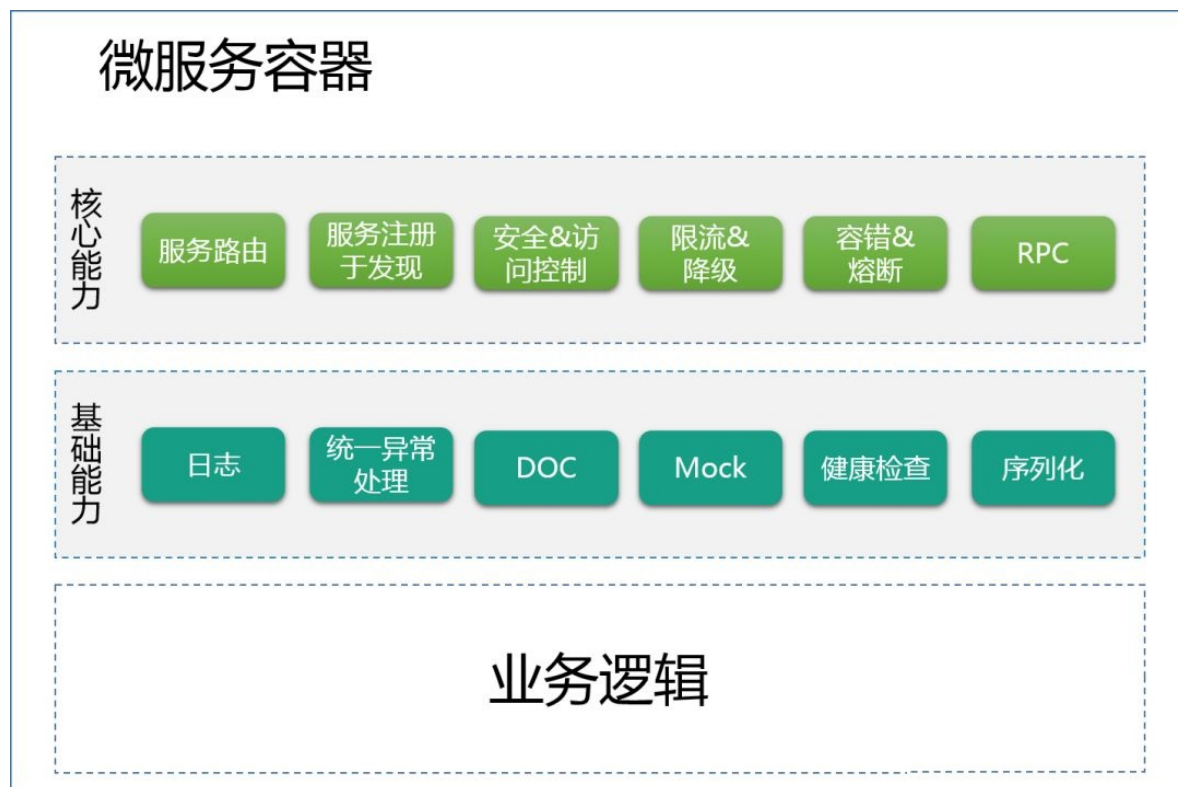 微服务容器
核心能力
服务路由
服务注册
于发现
安全&访
问控制
限流&
降级
容错&
熔断
RPC
基础能力
日志
统一异常
处理
DOC
Mock
健康检查
序列化
业务逻辑